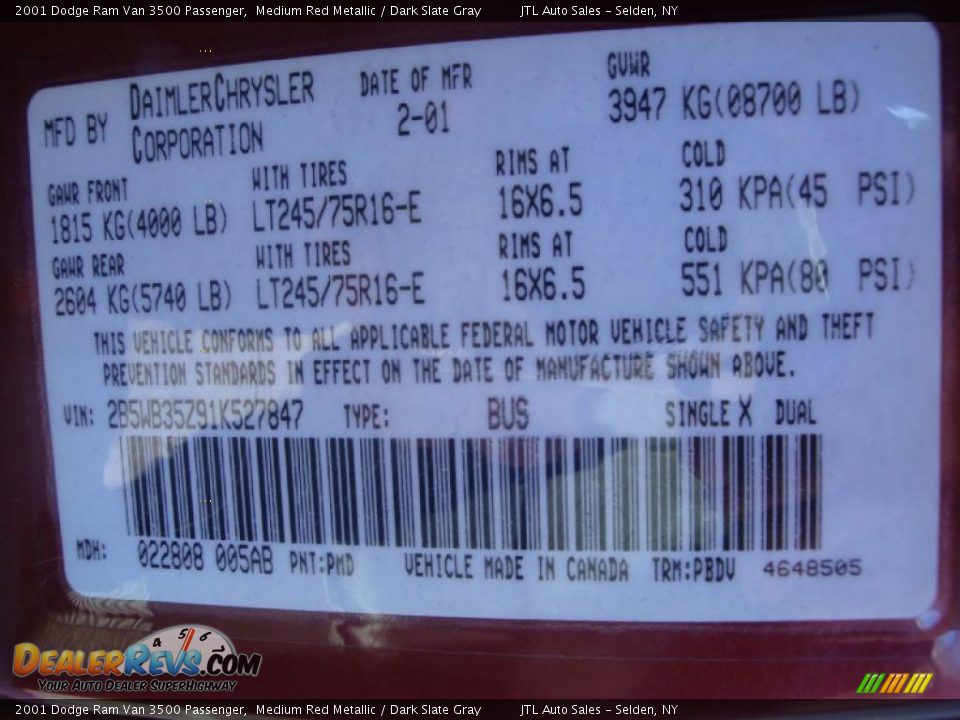 2001 Dodge Ram Van 3500 Passenger, Medium Red Metallic / Dark Slate Gray JTL Auto Sales - Selden, NY
MFD BY DAIMLERCHRYSLER CORPORATION
DATE OF MFR
2-01
GVWR
3947 KG(08700 LB)
GAWR FRONT WITH TIRES RIMS AT COLD
1815 KG(4000 LB) LT245/75R16-E 16X6.5 310 KPA(45 PSI)
GAWR REAR WITH TIRES RIMS AT COLD
2604 KG(5740 LB) LT245/75R16-E 16X6.5 551 KPA(80 PSI)
THIS VEHICLE CONFORMS TO ALL APPLICABLE FEDERAL MOTOR VEHICLE SAFETY AND THEFT
PREVENTION STANDARDS IN EFFECT ON THE DATE OF MANUFACTURE SHOWN ABOVE.
VIN: 2B5WB35Z91K527847 TYPE: BUS SINGLE X DUAL
MDH: 022808 005AB PNT:PMD VEHICLE MADE IN CANADA TRM:PBDV 4648505
4 5 6
DEALERREVS.COM
YOUR AUTO DEALER SUPERHIGHWAY
2001 Dodge Ram Van 3500 Passenger, Medium Red Metallic / Dark Slate Gray JTL Auto Sales - Selden, NY